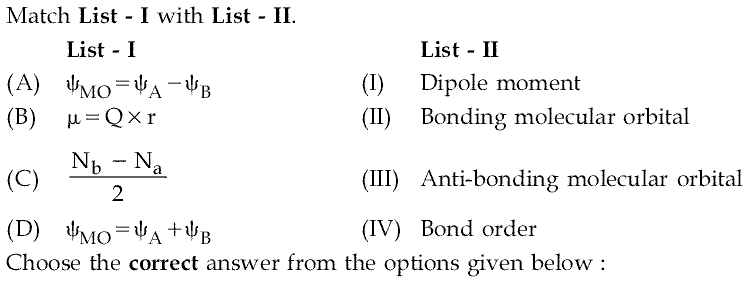 Match List - I with List - II.
List - I List - II
(A) ψMO = ψA − ψB (I) Dipole moment
(B) μ = Q × r (II) Bonding molecular orbital
(C) (Nb − Na)/2 (III) Anti-bonding molecular orbital
(D) ψMO = ψA + ψB (IV) Bond order
Choose the correct answer from the options given below :